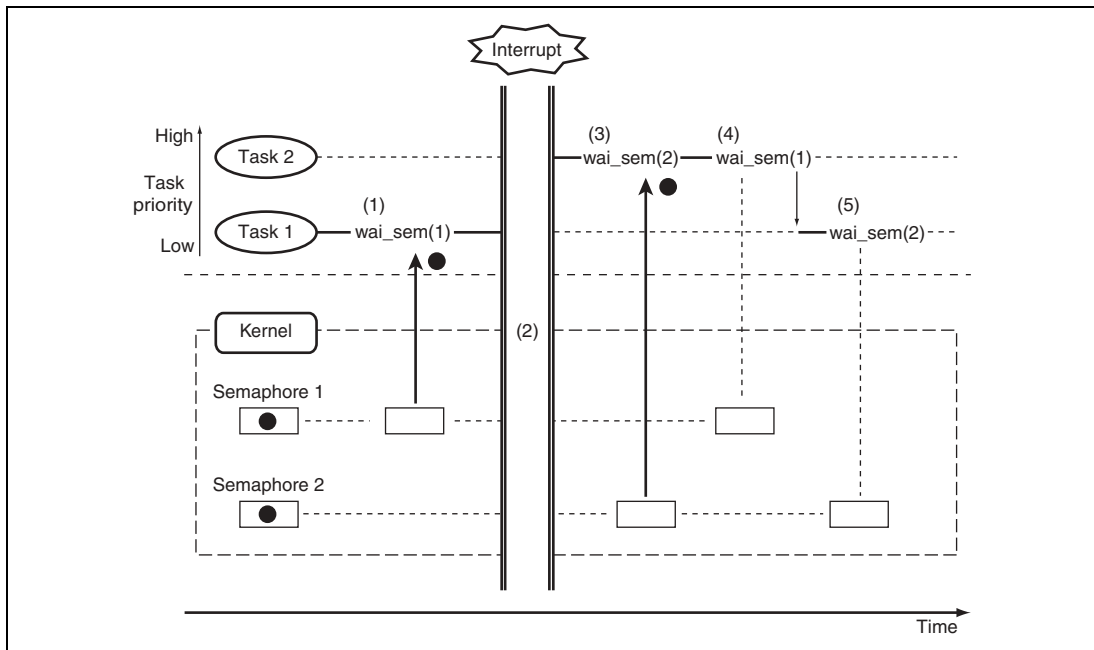 Interrupt
High
(3)
(4)
Task 2
wai_sem(2)
wai_sem(1)
Task
priority
(1)
(5)
Low
Task 1
wai_sem(1)
wai_sem(2)
Kernel
(2)
Semaphore 1
Semaphore 2
Time